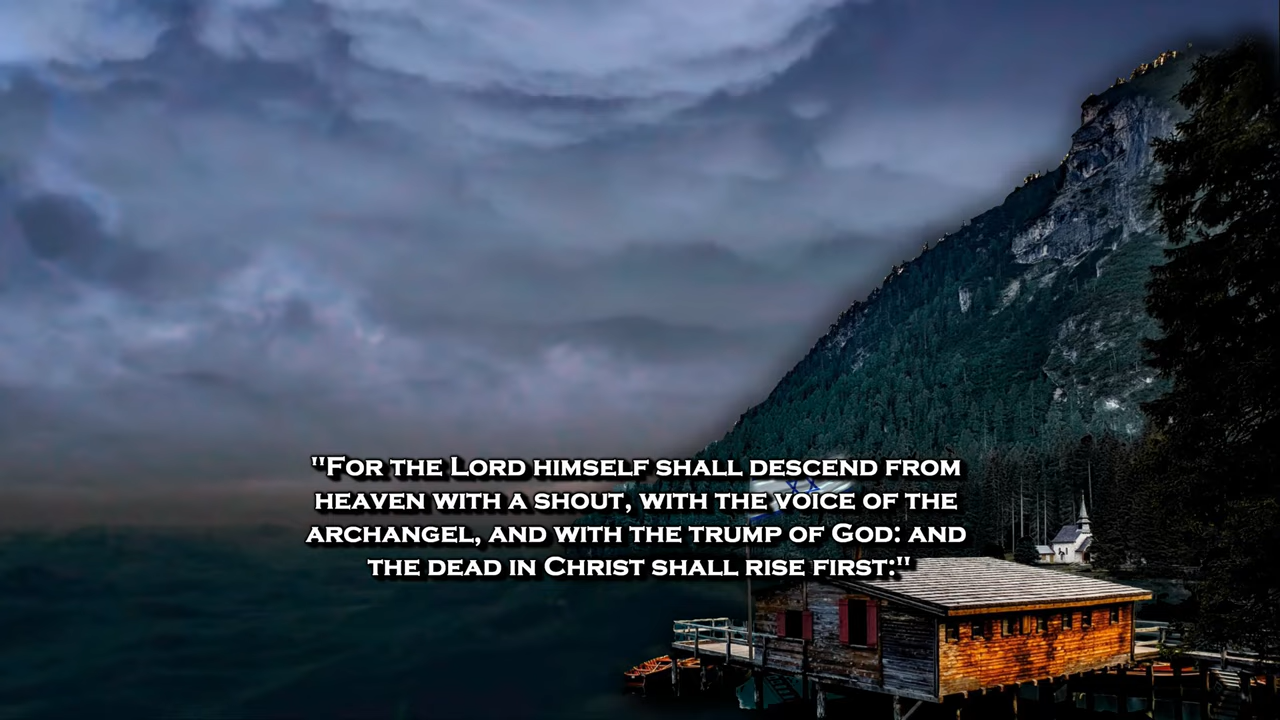 "For the Lord himself shall descend from
heaven with a shout, with the voice of the
archangel, and with the trump of God: and
the dead in Christ shall rise first:"